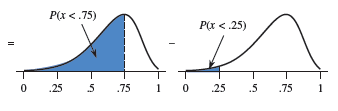 P(x < .75)
P(x < .25)
= −
0 .25 .5 .75 1
0 .25 .5 .75 1